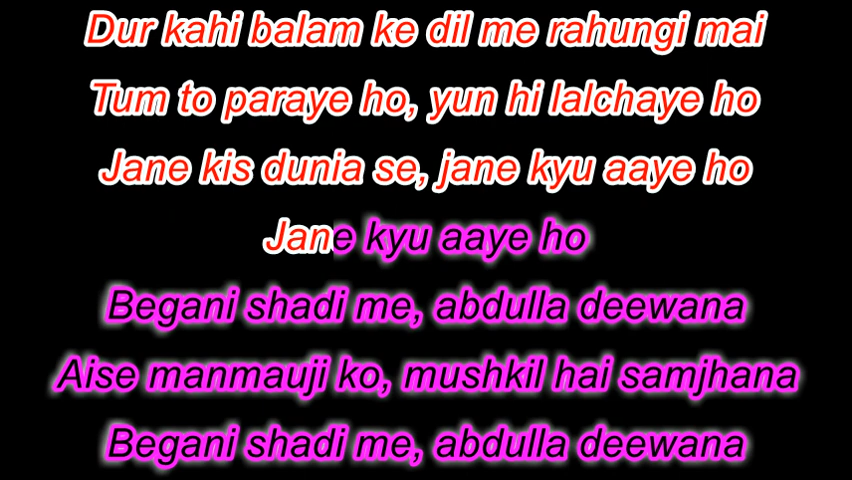 Dur kahi balam ke dil me rahungi mai
Tum to paraye ho, yun hi lalchaye ho
Jane kis dunia se, jane kyu aaye ho
Jane kyu aaye ho
Begani shadi me, abdulla deewana
Aise manmauji ko, mushkil hai samjhana
Begani shadi me, abdulla deewana